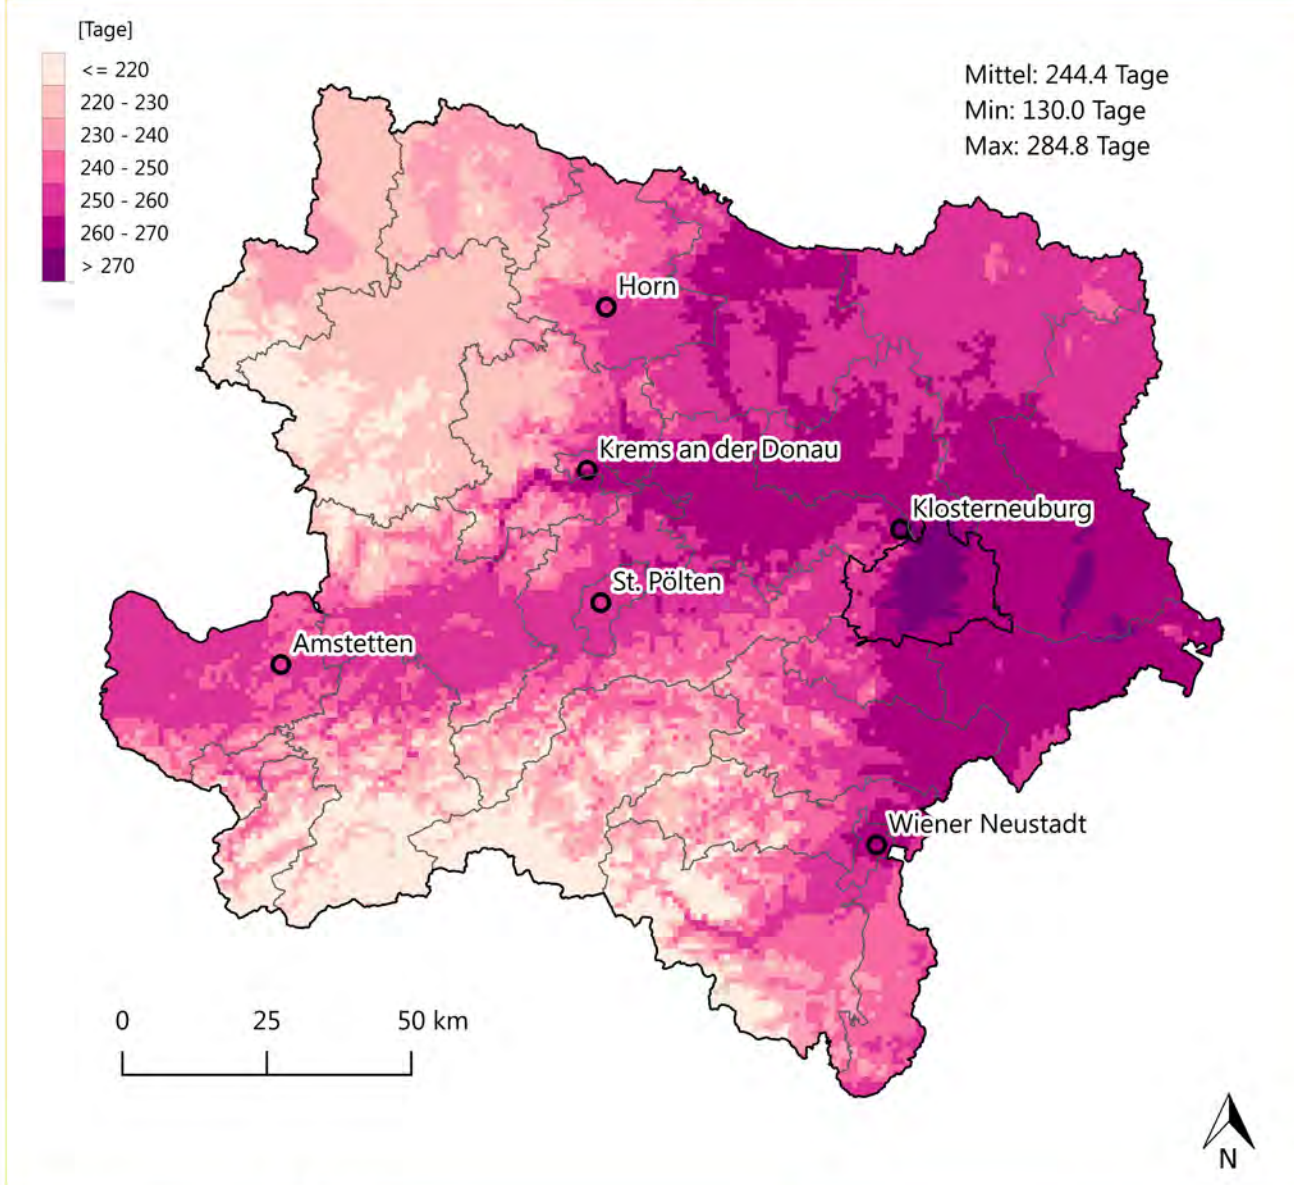 [Tage]
<= 220
220 - 230
230 - 240
240 - 250
250 - 260
260 - 270
> 270
Mittel: 244.4 Tage
Min: 130.0 Tage
Max: 284.8 Tage
Horn
Krems an der Donau
Klosterneuburg
St. Pölten
Amstetten
Wiener Neustadt
0 25 50 km
N